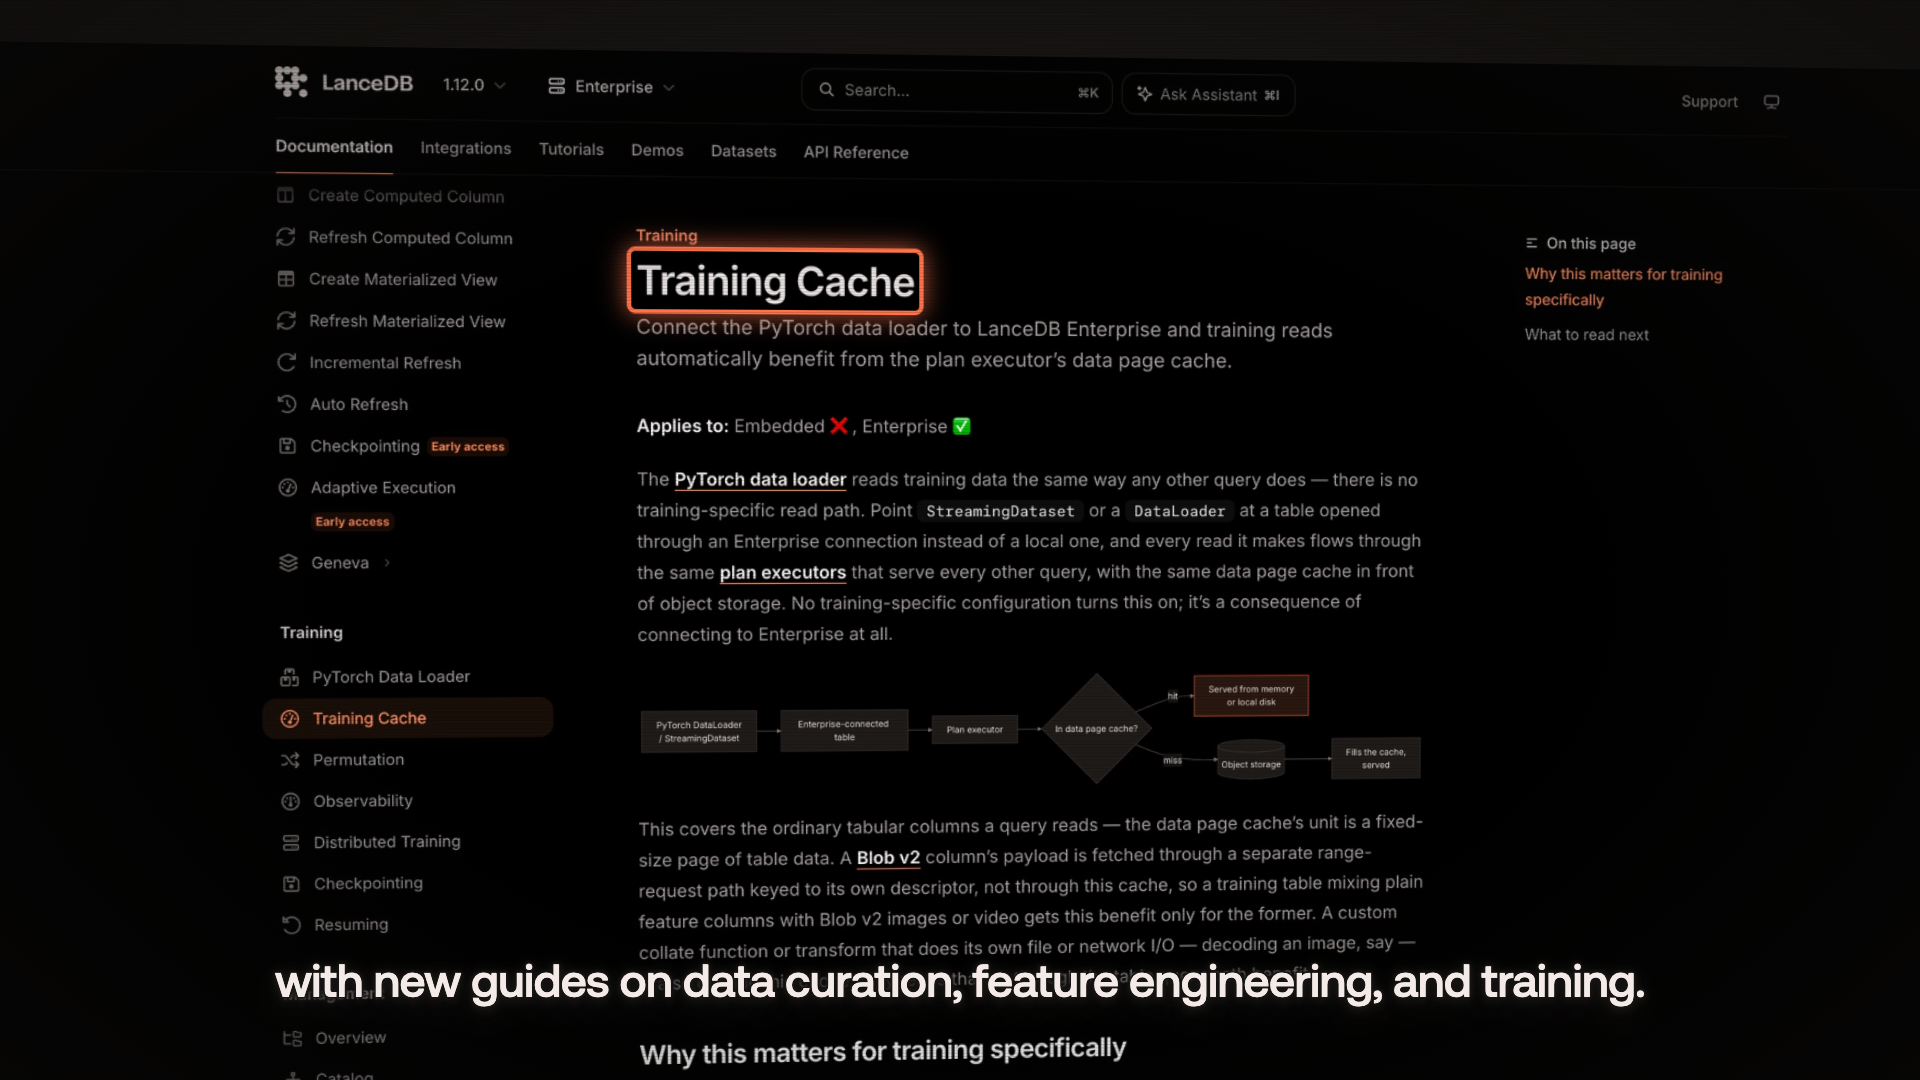 LanceDB
1.12.0
Enterprise
Search...
⌘K
Ask Assistant ⌘I
Support
Documentation
Integrations
Tutorials
Demos
Datasets
API Reference
Create Computed Column
Refresh Computed Column
Create Materialized View
Refresh Materialized View
Incremental Refresh
Auto Refresh
Checkpointing Early access
Adaptive Execution
Early access
Geneva
Training
PyTorch Data Loader
Training Cache
Permutation
Observability
Distributed Training
Checkpointing
Resuming
Overview
Catalog
Training
Training Cache
Connect the PyTorch data loader to LanceDB Enterprise and training reads
automatically benefit from the plan executor’s data page cache.
Applies to: Embedded ❌, Enterprise ✅
The PyTorch data loader reads training data the same way any other query does — there is no
training-specific read path. Point StreamingDataset or a DataLoader at a table opened
through an Enterprise connection instead of a local one, and every read it makes flows through
the same plan executors that serve every other query, with the same data page cache in front
of object storage. No training-specific configuration turns this on; it’s a consequence of
connecting to Enterprise at all.
PyTorch DataLoader
/ StreamingDataset
Enterprise-connected
table
Plan executor
In data page cache?
hit
Served from memory
or local disk
miss
Object storage
Fills the cache,
served
This covers the ordinary tabular columns a query reads — the data page cache’s unit is a fixed-
size page of table data. A Blob v2 column’s payload is fetched through a separate range-
request path keyed to its own descriptor, not through this cache, so a training table mixing plain
feature columns with Blob v2 images or video gets this benefit only for the former. A custom
collate function or transform that does its own file or network I/O — decoding an image, say —
with new guides on data curation, feature engineering, and training.
Why this matters for training specifically
On this page
Why this matters for training
specifically
What to read next